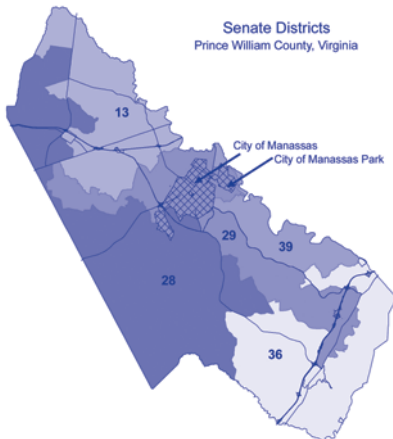 Senate Districts
Prince William County, Virginia
13
City of Manassas
City of Manassas Park
29
39
28
36